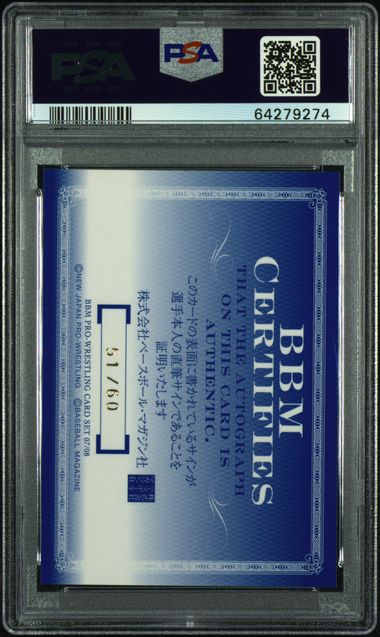 PSA
PSA
64279274
BBM
CERTIFIES
THAT THE AUTOGRAPH
ON THIS CARD IS
AUTHENTIC.
このカードの表面に書かれているサインが
選手本人の直筆サインであることを
証明いたします
株式会社ベースボール・マガジン社
51/60
BBM PRO-WRESTLING CARD SET 07/08
©NEW JAPAN PRO-WRESTLING ©BASEBALL MAGAZINE